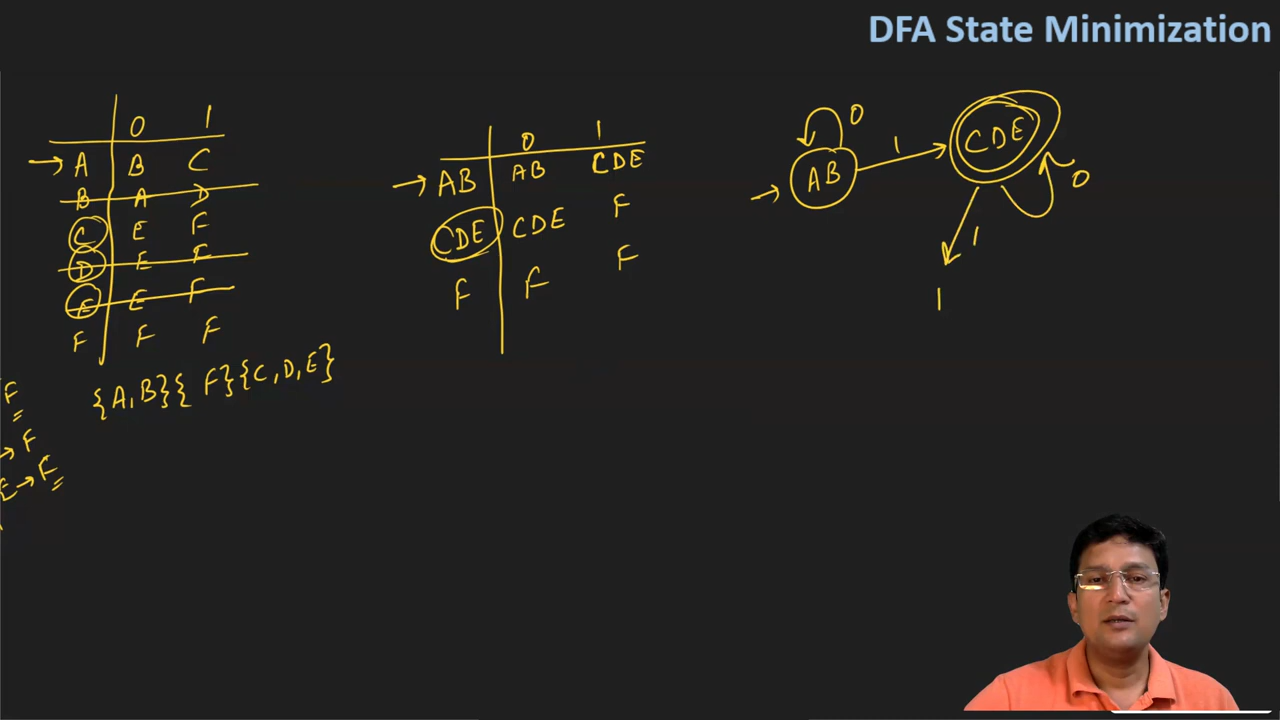 DFA State Minimization
0 1
→ A B C
B A D
C E F
D E F
E E F
F F F
{A,B}{F}{C,D,E}
F
→ F
E → F
0 1
→ AB AB CDE
CDE CDE F
F F F
0
AB 1 CDE
0
1
1